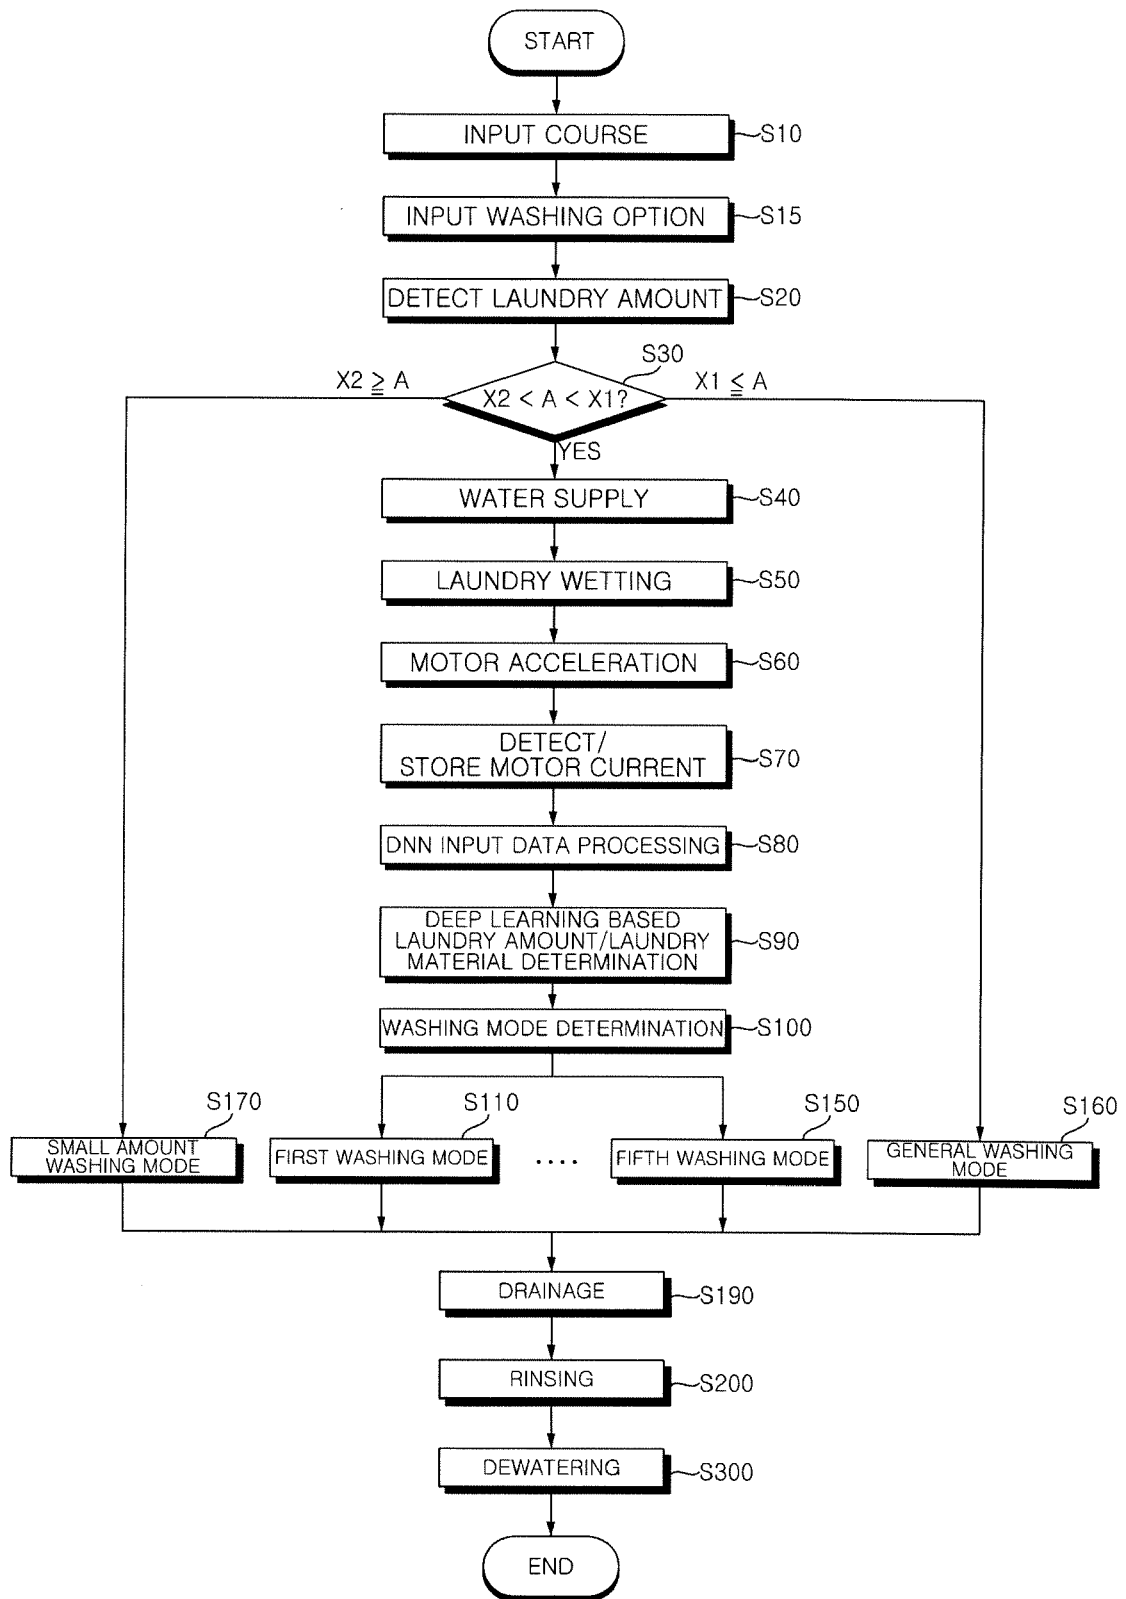 START
INPUT COURSE
S10
INPUT WASHING OPTION
S15
DETECT LAUNDRY AMOUNT
S20
S30
X2 ≧ A
X2 < A < X1?
X1 ≦ A
YES
WATER SUPPLY
S40
LAUNDRY WETTING
S50
MOTOR ACCELERATION
S60
DETECT/
STORE MOTOR CURRENT
S70
DNN INPUT DATA PROCESSING
S80
DEEP LEARNING BASED
LAUNDRY AMOUNT/LAUNDRY
MATERIAL DETERMINATION
S90
WASHING MODE DETERMINATION
S100
S170
SMALL AMOUNT
WASHING MODE
S110
FIRST WASHING MODE
....
S150
FIFTH WASHING MODE
S160
GENERAL WASHING
MODE
DRAINAGE
S190
RINSING
S200
DEWATERING
S300
END